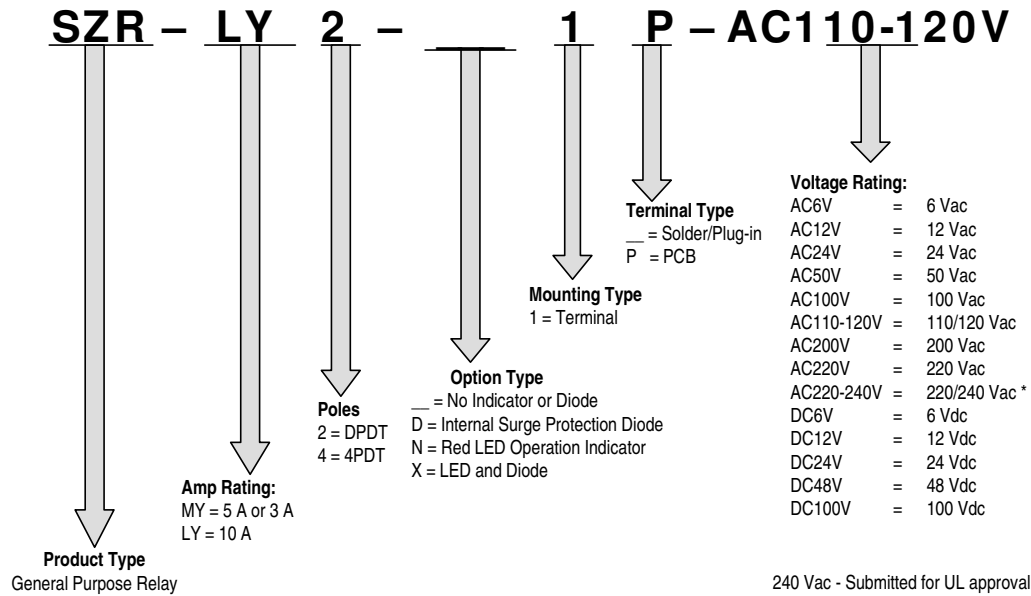 SZR – LY 2 – __ 1 P – AC110-120V
Voltage Rating:
AC6V = 6 Vac
AC12V = 12 Vac
AC24V = 24 Vac
AC50V = 50 Vac
AC100V = 100 Vac
AC110-120V = 110/120 Vac
AC200V = 200 Vac
AC220V = 220 Vac
AC220-240V = 220/240 Vac *
DC6V = 6 Vdc
DC12V = 12 Vdc
DC24V = 24 Vdc
DC48V = 48 Vdc
DC100V = 100 Vdc
Terminal Type
__ = Solder/Plug-in
P = PCB
Mounting Type
1 = Terminal
Option Type
__ = No Indicator or Diode
D = Internal Surge Protection Diode
N = Red LED Operation Indicator
X = LED and Diode
Poles
2 = DPDT
4 = 4PDT
Amp Rating:
MY = 5 A or 3 A
LY = 10 A
Product Type
General Purpose Relay
240 Vac - Submitted for UL approval